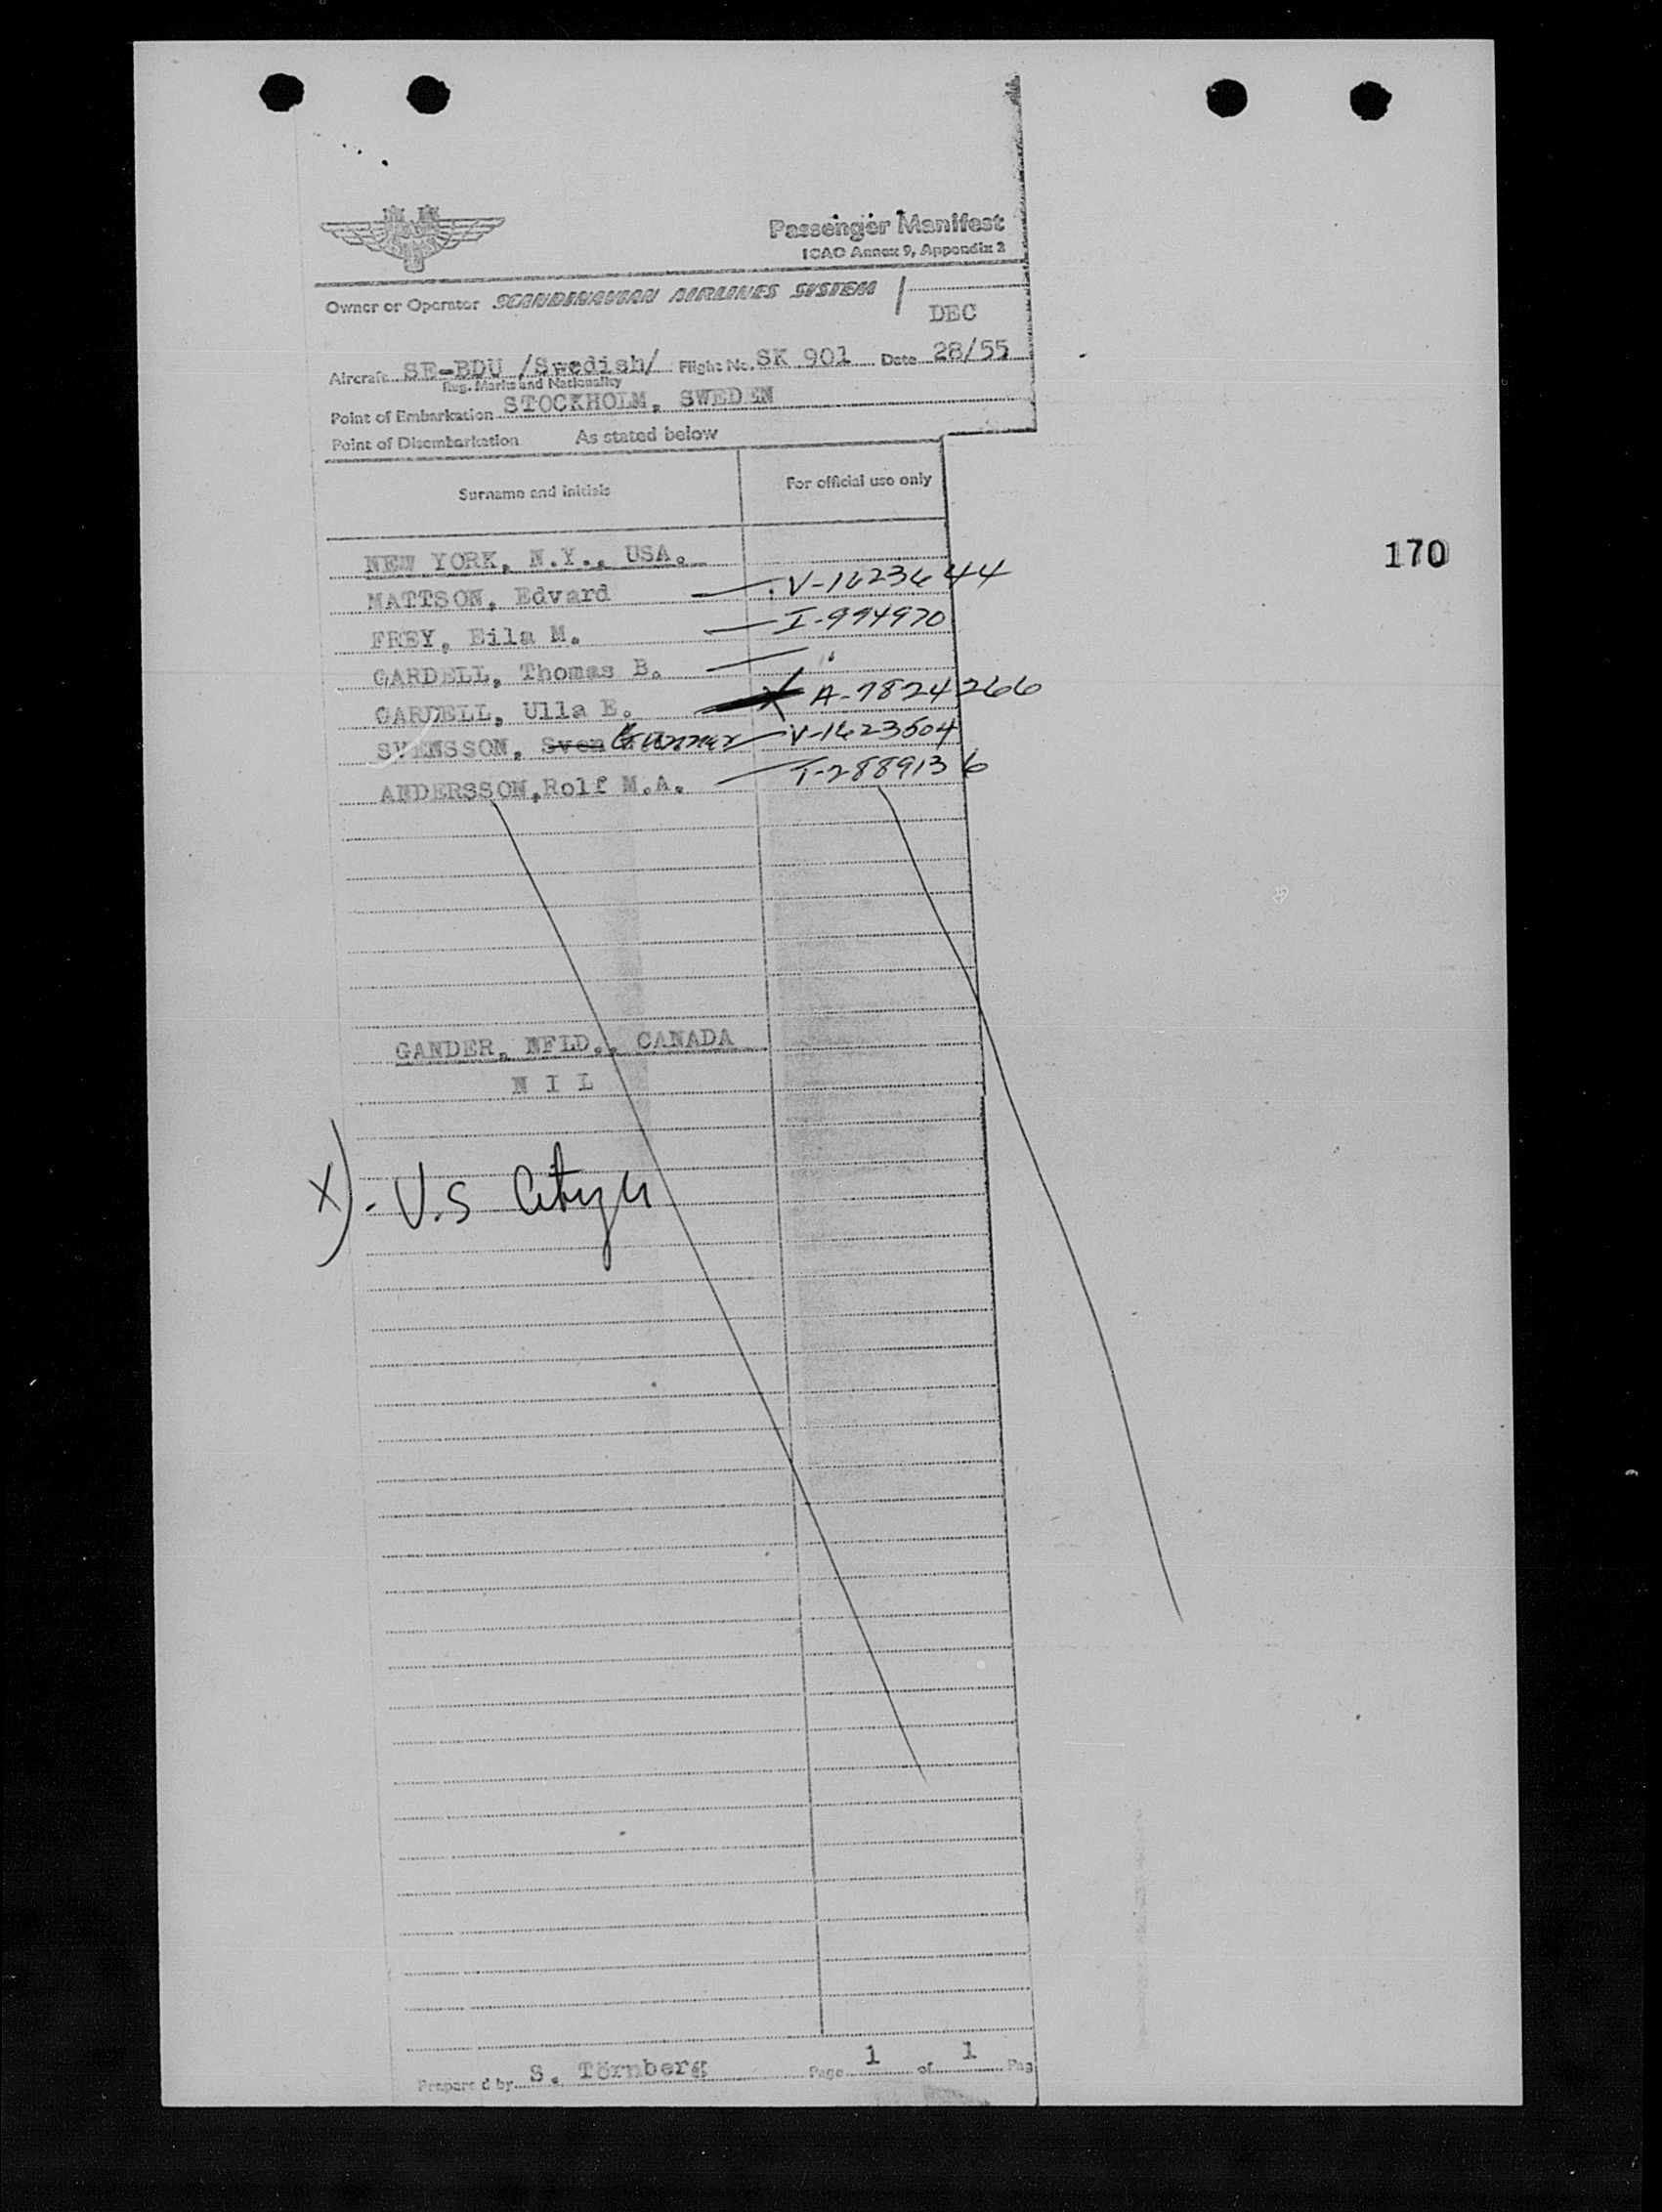 Passenger Manifest
ICAO Annex 9, Appendix 2
Owner or Operator SCANDINAVIAN AIRLINES SYSTEM
DEC
Aircraft SE-BDU /Swedish/ Flight No. SK 901 Date 28/55
Reg. Marks and Nationality
Point of Embarkation STOCKHOLM, SWEDEN
Point of Disembarkation As stated below
Surname and initials For official use only
NEW YORK, N.Y., USA.
170
MATTSON, Edvard V-1623644
FREY, Eila M. I-994970
GARDELL, Thomas B.
GARDELL, Ulla E. X A-7824266
SVENSSON, Sven Gunnar V-1623504
ANDERSSON, Rolf M.A. T-2889136
GANDER, NFLD., CANADA
N I L
X)- U.S Citizen
Prepared by S. Törnberg Page 1 of 1 Pag